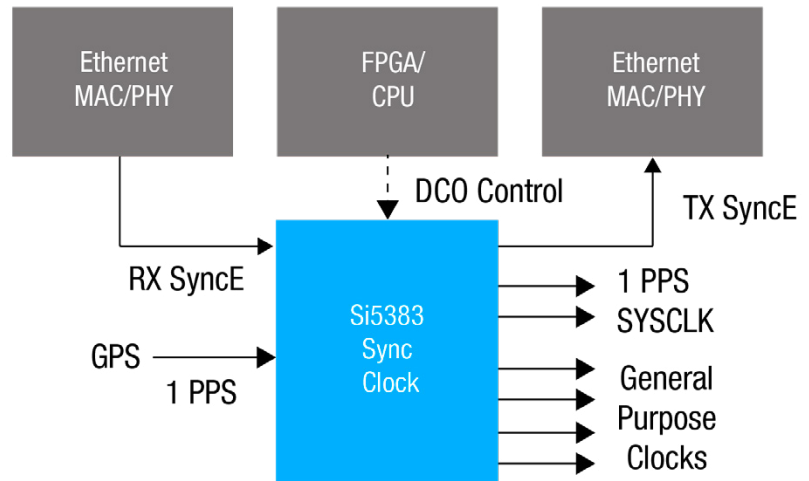 Ethernet
MAC/PHY
FPGA/
CPU
Ethernet
MAC/PHY
DCO Control
TX SyncE
RX SyncE
GPS
1 PPS
Si5383
Sync
Clock
1 PPS
SYSCLK
General
Purpose
Clocks